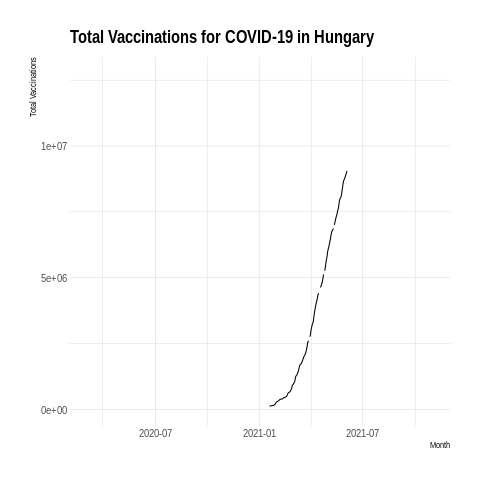 Total Vaccinations for COVID-19 in Hungary
Total Vaccinations
1e+07
5e+06
0e+00
2020-07
2021-01
2021-07
Month